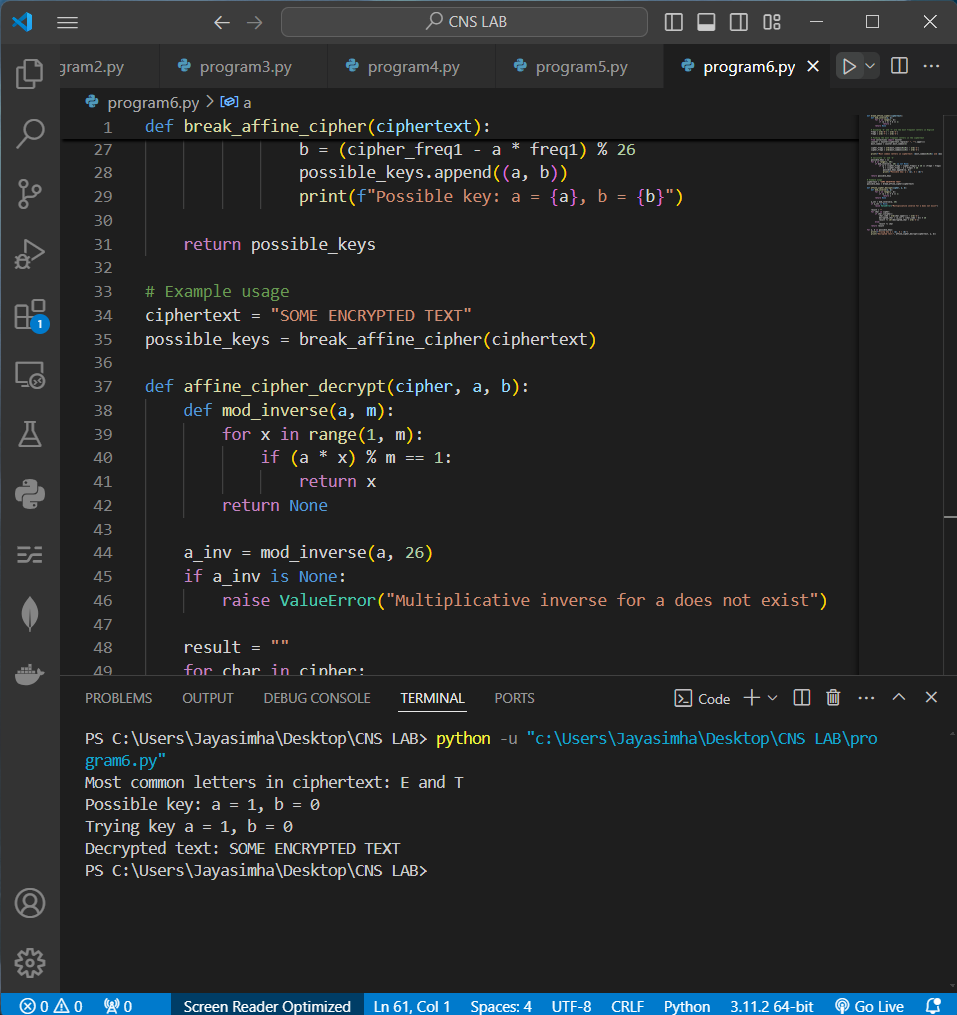 CNS LAB
gram2.py program3.py program4.py program5.py program6.py
program6.py > a
1 def break_affine_cipher(ciphertext):
27 b = (cipher_freq1 - a * freq1) % 26
28 possible_keys.append((a, b))
29 print(f"Possible key: a = {a}, b = {b}")
30
31 return possible_keys
32
33 # Example usage
34 ciphertext = "SOME ENCRYPTED TEXT"
35 possible_keys = break_affine_cipher(ciphertext)
36
37 def affine_cipher_decrypt(cipher, a, b):
38 def mod_inverse(a, m):
39 for x in range(1, m):
40 if (a * x) % m == 1:
41 return x
42 return None
43
44 a_inv = mod_inverse(a, 26)
45 if a_inv is None:
46 raise ValueError("Multiplicative inverse for a does not exist")
47
48 result = ""
49 for char in cipher:
1
PROBLEMS OUTPUT DEBUG CONSOLE TERMINAL PORTS Code
PS C:\Users\Jayasimha\Desktop\CNS LAB> python -u "c:\Users\Jayasimha\Desktop\CNS LAB\pro
gram6.py"
Most common letters in ciphertext: E and T
Possible key: a = 1, b = 0
Trying key a = 1, b = 0
Decrypted text: SOME ENCRYPTED TEXT
PS C:\Users\Jayasimha\Desktop\CNS LAB>
0 0 0 Screen Reader Optimized Ln 61, Col 1 Spaces: 4 UTF-8 CRLF Python 3.11.2 64-bit Go Live